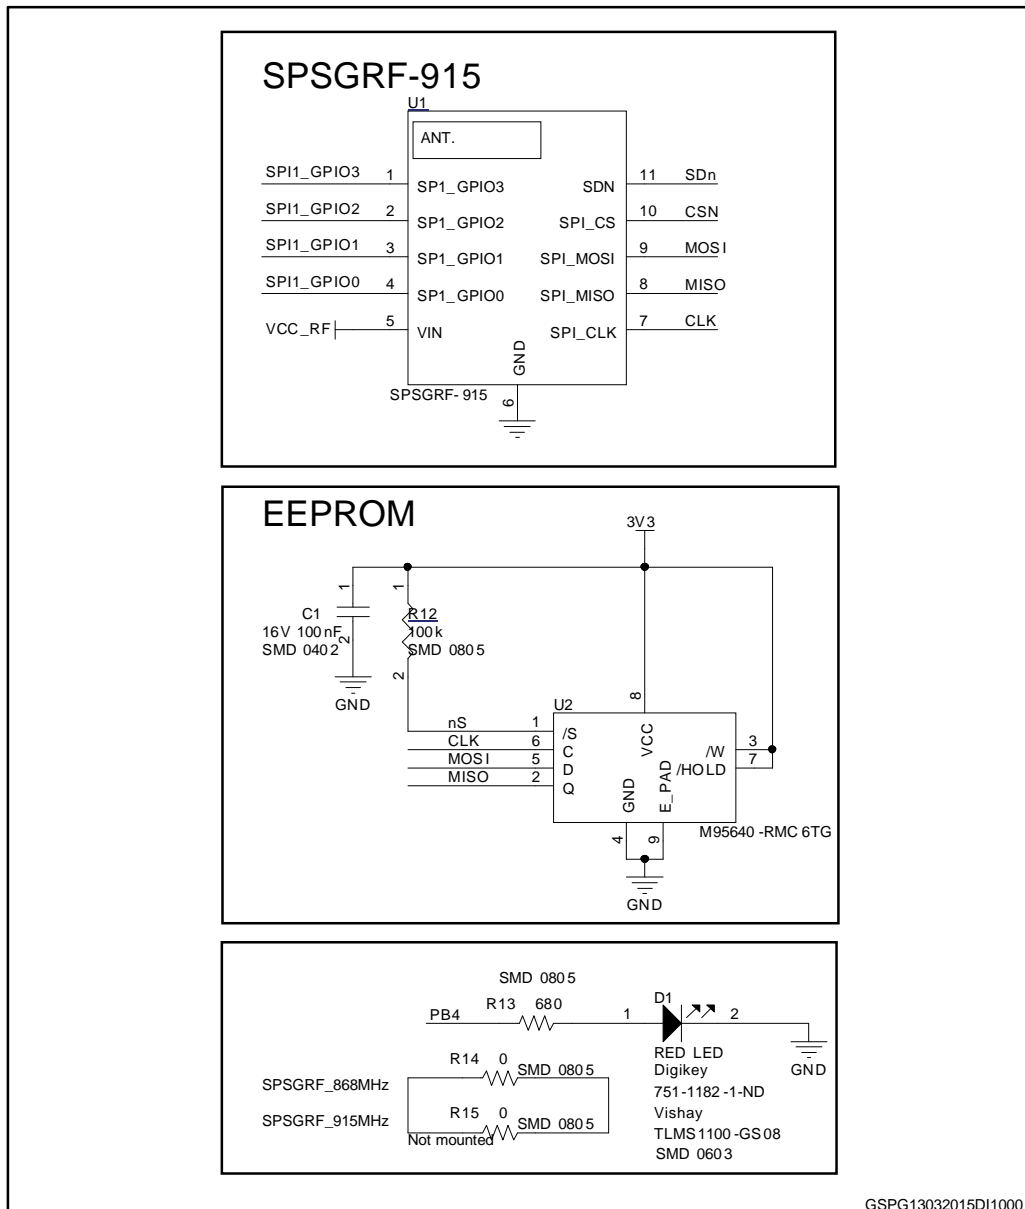 SPSGRF-915
U1
ANT.
SPI1_GPIO3 1 SP1_GPIO3 SDN 11 SDn
SPI1_GPIO2 2 SP1_GPIO2 SPI_CS 10 CSN
SPI1_GPIO1 3 SP1_GPIO1 SPI_MOSI 9 MOSI
SPI1_GPIO0 4 SP1_GPIO0 SPI_MISO 8 MISO
VCC_RF 5 VIN SPI_CLK 7 CLK
GND
SPSGRF-915
6
EEPROM
3V3
1 1
C1 R12
16V 100nF 100k
SMD 0402 SMD 0805
2 2
GND
8
U2
nS 1 /S VCC
CLK 6 C /W 3
MOSI 5 D /HOLD 7
MISO 2 Q
GND E_PAD
M95640-RMC6TG
4 9
GND
SMD 0805
PB4 R13 680 1 D1 2
RED LED
GND
Digikey
751-1182-1-ND
Vishay
TLMS1100-GS08
SMD 0603
R14 0 SMD 0805
SPSGRF_868MHz
SPSGRF_915MHz
R15 0 SMD 0805
Not mounted
GSPG13032015DI1000